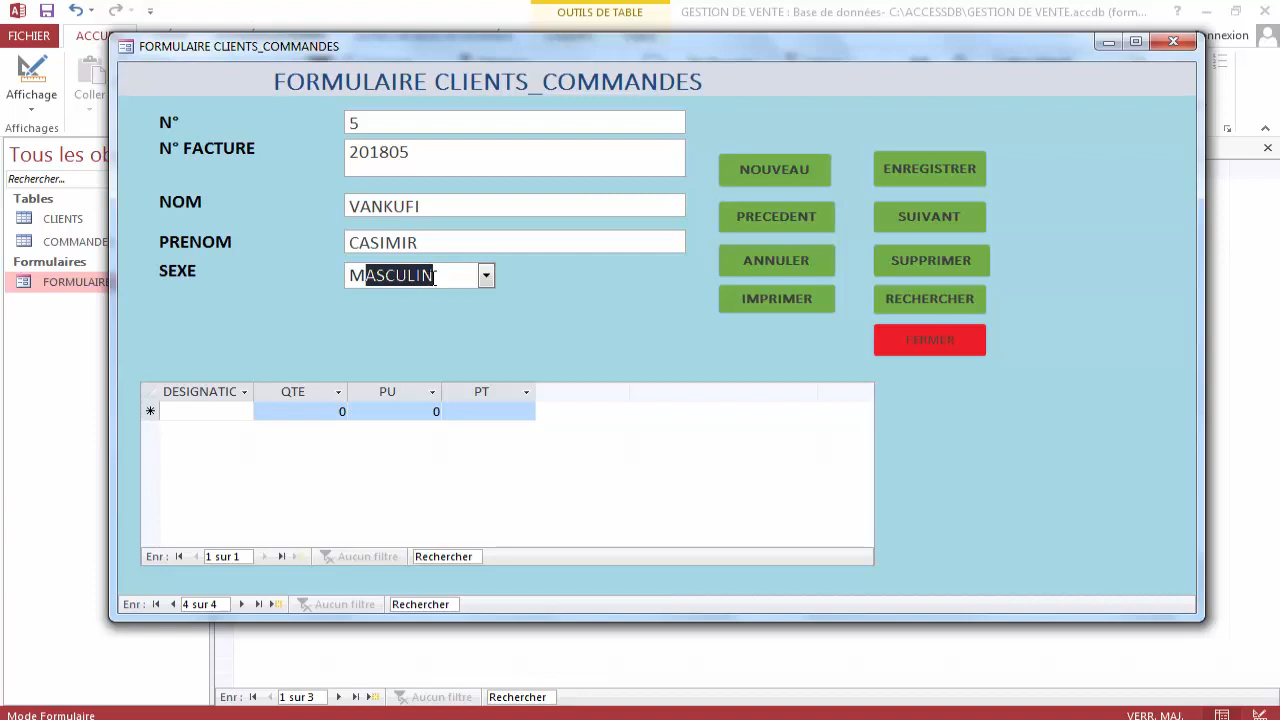 OUTILS DE TABLE
GESTION DE VENTE : Base de données- C:\ACCESSDB\GESTION DE VENTE.accdb (form...
?
FICHIER
ACCU
nnexion
Affichage
Coller
Affichages
Tous les ob
Rechercher...
Tables
CLIENTS
COMMANDE
Formulaires
FORMULAIRE
FORMULAIRE CLIENTS_COMMANDES
FORMULAIRE CLIENTS_COMMANDES
N° 5
N° FACTURE 201805
NOM VANKUFI
PRENOM CASIMIR
SEXE MASCULIN
NOUVEAU ENREGISTRER
PRECEDENT SUIVANT
ANNULER SUPPRIMER
IMPRIMER RECHERCHER
FERMER
DESIGNATIC QTE PU PT
0 0
Enr : 1 sur 1 Aucun filtre Rechercher
Enr : 4 sur 4 Aucun filtre Rechercher
Enr : 1 sur 3 Aucun filtre Rechercher
Mode Formulaire VERR. MAJ.